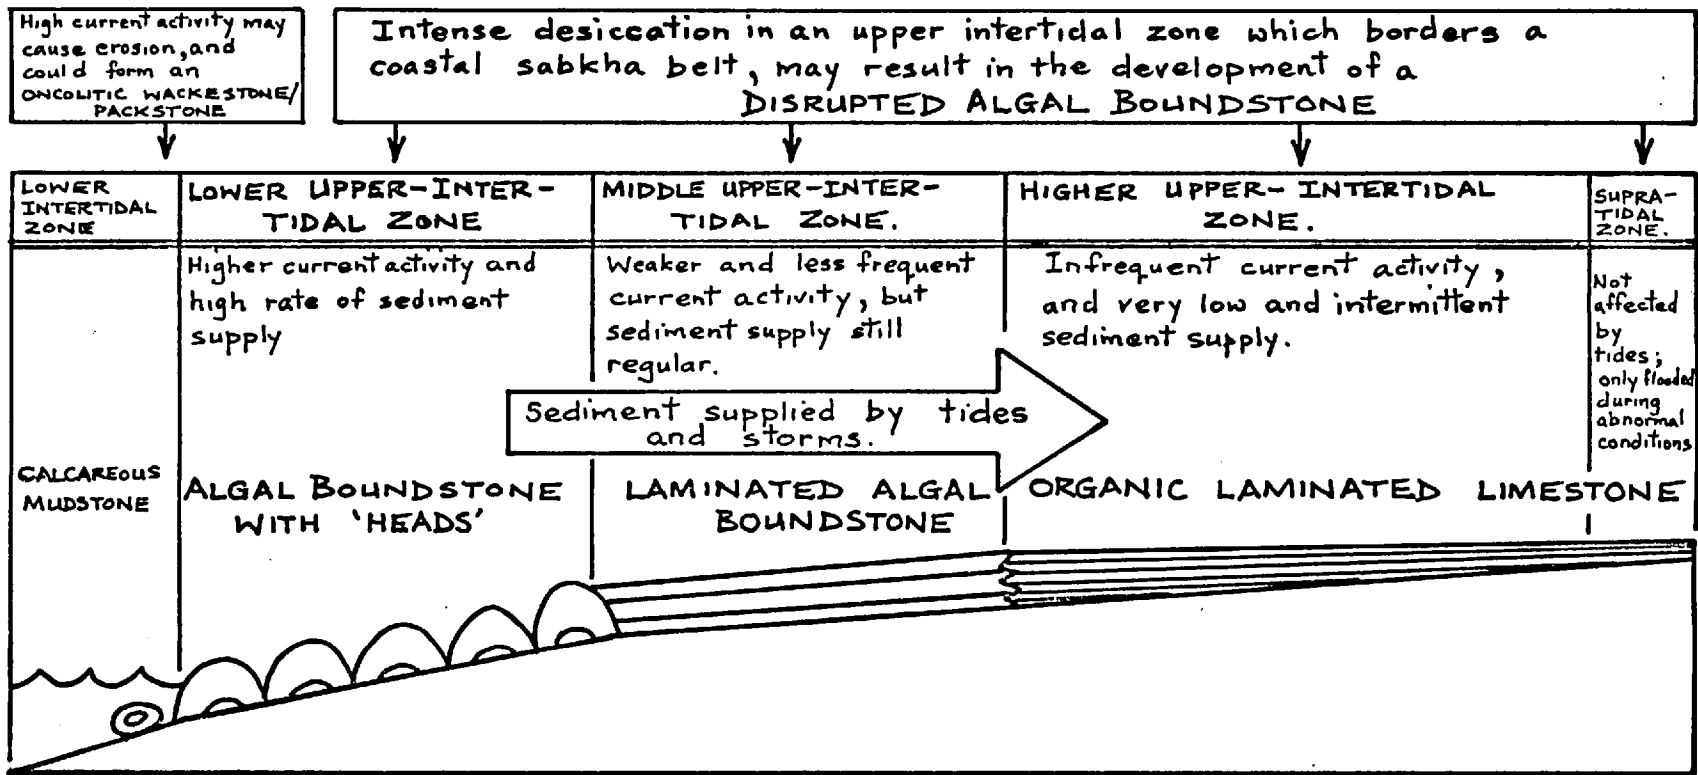 High current activity may
cause erosion, and
could form an
ONCOLITIC WACKESTONE/
PACKSTONE
Intense desiccation in an upper intertidal zone which borders a
coastal sabkha belt, may result in the development of a
DISRUPTED ALGAL BOUNDSTONE
LOWER
INTERTIDAL
ZONE
LOWER UPPER-INTER-
TIDAL ZONE
MIDDLE UPPER-INTER-
TIDAL ZONE.
HIGHER UPPER-INTERTIDAL
ZONE.
SUPRA-
TIDAL
ZONE.
Higher current activity and
high rate of sediment
supply
Weaker and less frequent
current activity, but
sediment supply still
regular.
Infrequent current activity,
and very low and intermittent
sediment supply.
Not
affected
by
tides;
only flooded
during
abnormal
conditions
Sediment supplied by tides
and storms.
CALCAREOUS
MUDSTONE
ALGAL BOUNDSTONE
WITH 'HEADS'
LAMINATED ALGAL
BOUNDSTONE
ORGANIC LAMINATED LIMESTONE